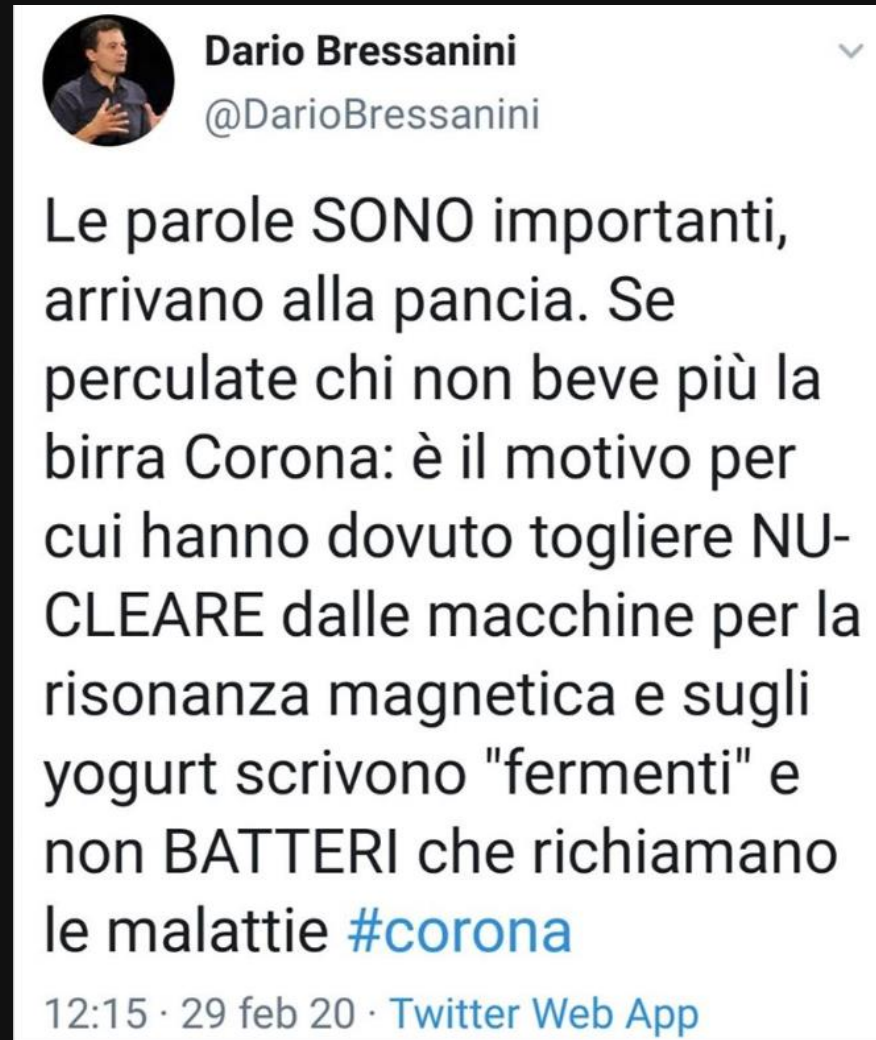 Dario Bressanini
@DarioBressanini
Le parole SONO importanti,
arrivano alla pancia. Se
perculate chi non beve più la
birra Corona: è il motivo per
cui hanno dovuto togliere NU-
CLEARE dalle macchine per la
risonanza magnetica e sugli
yogurt scrivono "fermenti" e
non BATTERI che richiamano
le malattie #corona
12:15 · 29 feb 20 · Twitter Web App